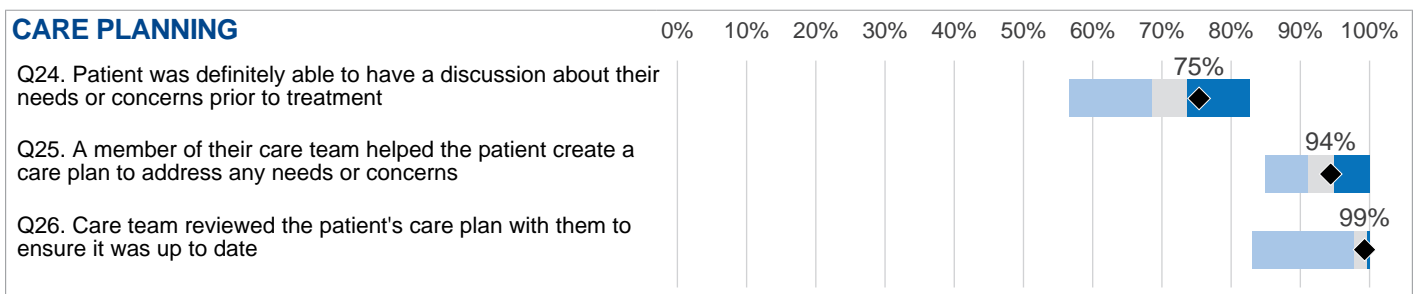 CARE PLANNING
0% 10% 20% 30% 40% 50% 60% 70% 80% 90% 100%
Q24. Patient was definitely able to have a discussion about their
needs or concerns prior to treatment
75%
Q25. A member of their care team helped the patient create a
care plan to address any needs or concerns
94%
Q26. Care team reviewed the patient's care plan with them to
ensure it was up to date
99%